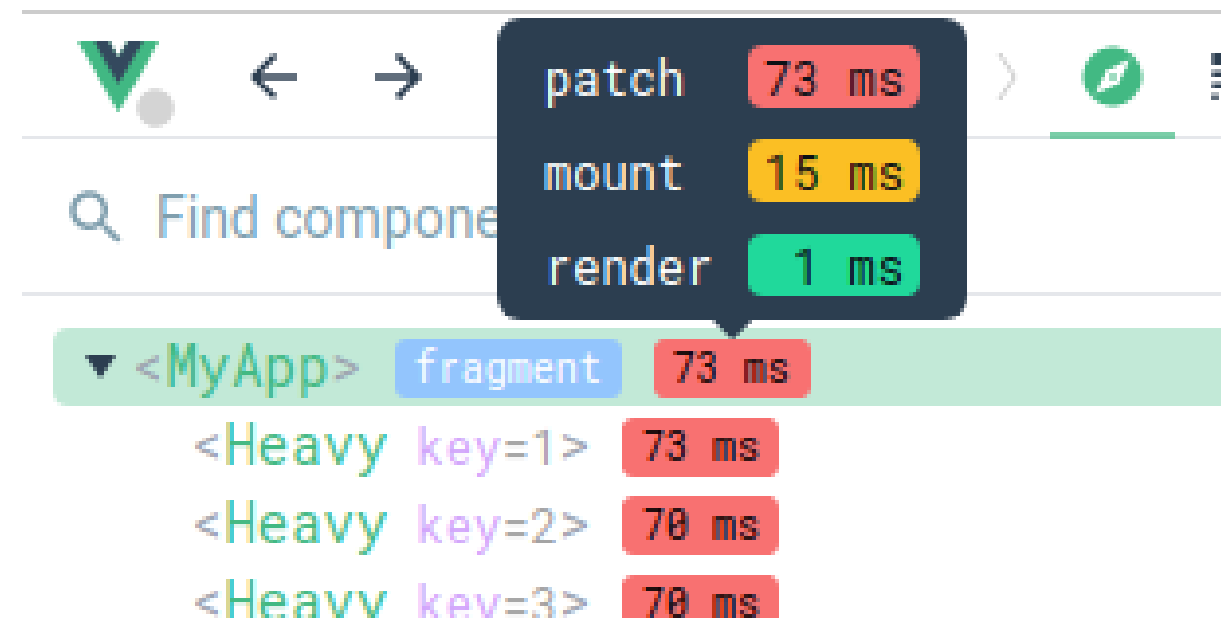 patch 73 ms
mount 15 ms
render 1 ms
Find compone
<MyApp> fragment 73 ms
<Heavy key=1> 73 ms
<Heavy key=2> 70 ms
<Heavy key=3> 70 ms